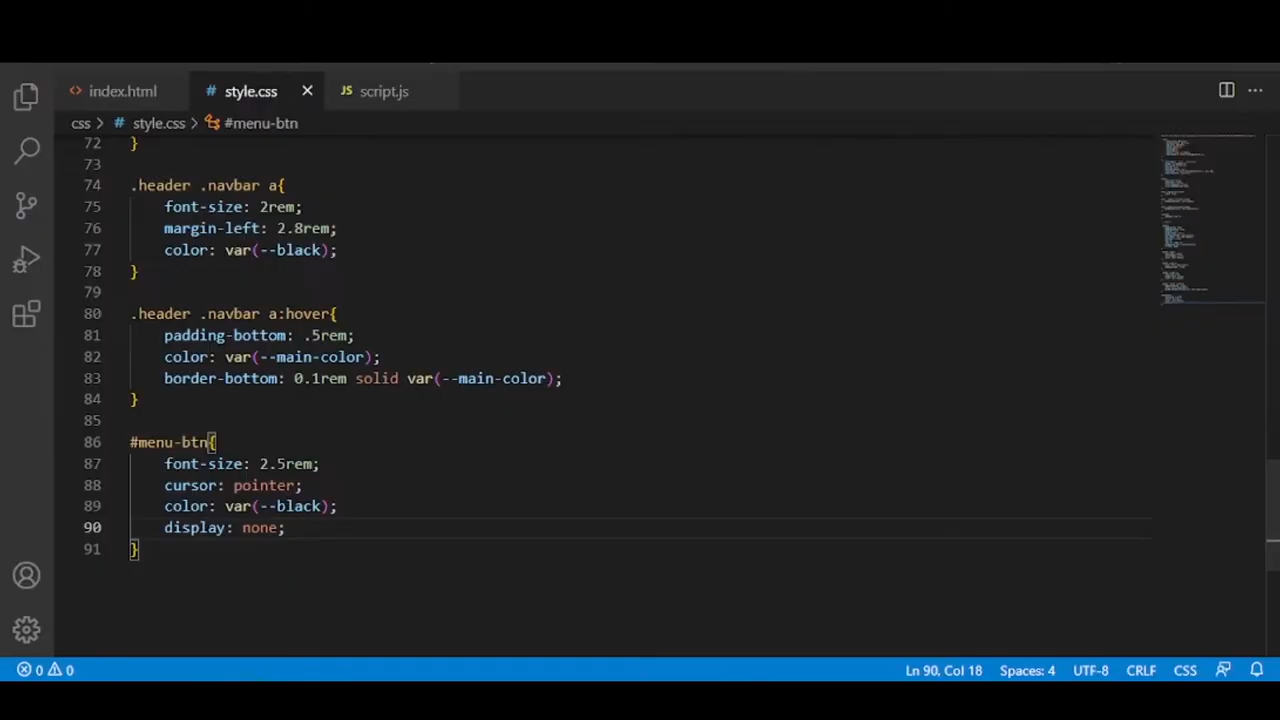 index.html
style.css
script.js
css
style.css
#menu-btn
72 }
73
74 .header .navbar a{
75 font-size: 2rem;
76 margin-left: 2.8rem;
77 color: var(--black);
78 }
79
80 .header .navbar a:hover{
81 padding-bottom: .5rem;
82 color: var(--main-color);
83 border-bottom: 0.1rem solid var(--main-color);
84 }
85
86 #menu-btn{
87 font-size: 2.5rem;
88 cursor: pointer;
89 color: var(--black);
90 display: none;
91 }
0 0
Ln 90, Col 18
Spaces: 4
UTF-8
CRLF
CSS